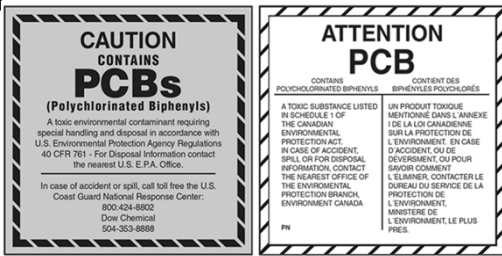 CAUTION
CONTAINS
PCBs
(Polychlorinated Biphenyls)
A toxic environmental contaminant requiring
special handling and disposal in accordance with
U.S. Environmental Protection Agency Regulations
40 CFR 761 - For Disposal Information contact
the nearest U.S. E.P.A. Office.
In case of accident or spill, call toll free the U.S.
Coast Guard National Response Center:
800:424-8802
Dow Chemical
504-353-8888
ATTENTION
PCB
CONTAINS
POLYCHOLORINATED BIPHENYLS
A TOXIC SUBSTANCE LISTED
IN SCHEDULE 1 OF
THE CANADIAN
ENVIRONMENTAL
PROTECTION ACT.
IN CASE OF ACCIDENT,
SPILL OR FOR DISPOSAL
INFORMATION, CONTACT
THE NEAREST OFFICE OF
THE ENVIROMENTAL
PROTECTION BRANCH,
ENVIRONMENT CANADA
PN
CONTIENT DES
BIPHÉNYLES POLYCHLORÉS
UN PRODUIT TOXIQUE
MENTIONNÉ DANS L'ANNEXE
I DE LA LOI CANADIENNE
SUR LA PROTECTION DE
L'ENVIRONMENT. EN CASE
D'ACCIDENT, OU DE
DÉVERSMENT, OU POUR
SAVOIR COMMENT
L'ELIMINER, CONTACTER LE
DUREAU DU SERVICE DE LA
PROTECTION DE
L'ENVIRONMENT,
MINISTERE DE
L'ENVIRONMENT, LE PLUS
PRES.